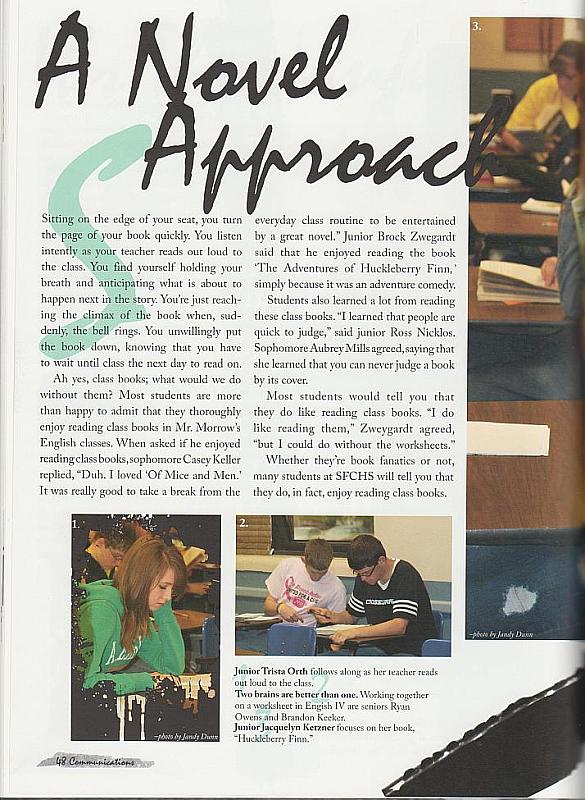 A Novel
Approach
Sitting on the edge of your seat, you turn
the page of your book quickly. You listen
intently as your teacher reads out loud to
the class. You find yourself holding your
breath and anticipating what is about to
happen next in the story. You're just reach-
ing the climax of the book when, sud-
denly, the bell rings. You unwillingly put
the book down, knowing that you have
to wait until class the next day to read on.
Ah yes, class books; what would we do
without them? Most students are more
than happy to admit that they thoroughly
enjoy reading class books in Mr. Morrow's
English classes. When asked if he enjoyed
reading class books, sophomore Casey Keller
replied, "Duh. I loved 'Of Mice and Men.'
It was really good to take a break from the
everyday class routine to be entertained
by a great novel." Junior Brock Zwegardt
said that he enjoyed reading the book
'The Adventures of Huckleberry Finn,'
simply because it was an adventure comedy.
Students also learned a lot from reading
these class books. "I learned that people are
quick to judge," said junior Ross Nicklos.
Sophomore Aubrey Mills agreed, saying that
she learned that you can never judge a book
by its cover.
Most students would tell you that
they do like reading class books. "I do
like reading them," Zweygardt agreed,
"but I could do without the worksheets."
Whether they're book fanatics or not,
many students at SFCHS will tell you that
they do, in fact, enjoy reading class books.
3.
–photo by Jandy Dunn
1.
–photo by Jandy Dunn
2.
Junior Trista Orth follows along as her teacher reads
out loud to the class.
Two brains are better than one. Working together
on a worksheet in Engish IV are seniors Ryan
Owens and Brandon Keeker.
Junior Jacquelyn Ketzner focuses on her book,
"Huckleberry Finn."
48 Communications